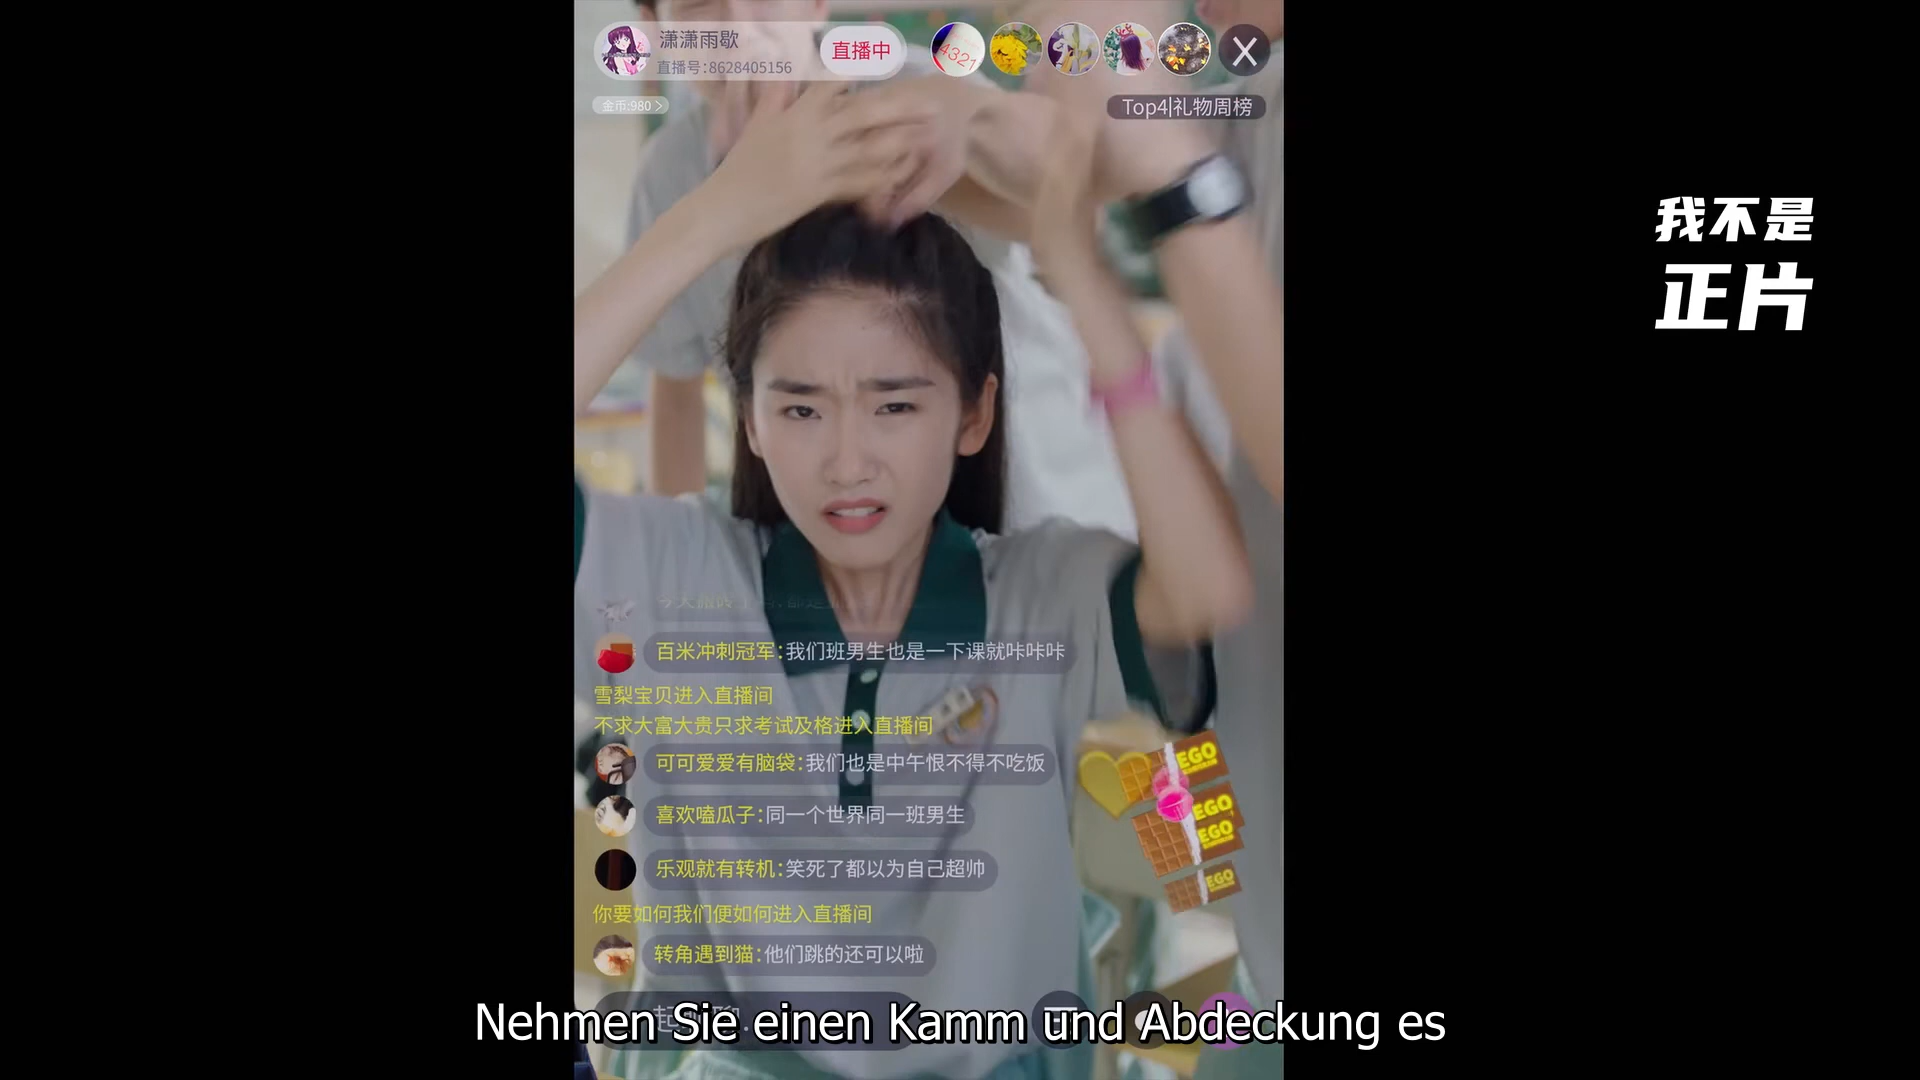 潇潇雨歇
直播号:8628405156
直播中
4321
金币:980 >
Top4|礼物周榜
我不是
正片
百米冲刺冠军:我们班男生也是一下课就咔咔咔
雪梨宝贝进入直播间
不求大富大贵只求考试及格进入直播间
可可爱爱有脑袋:我们也是中午恨不得不吃饭
EGO
喜欢嗑瓜子:同一个世界同一班男生
EGO
EGO
乐观就有转机:笑死了都以为自己超帅
EGO
你要如何我们便如何进入直播间
转角遇到猫:他们跳的还可以啦
Nehmen Sie einen Kamm und Abdeckung es